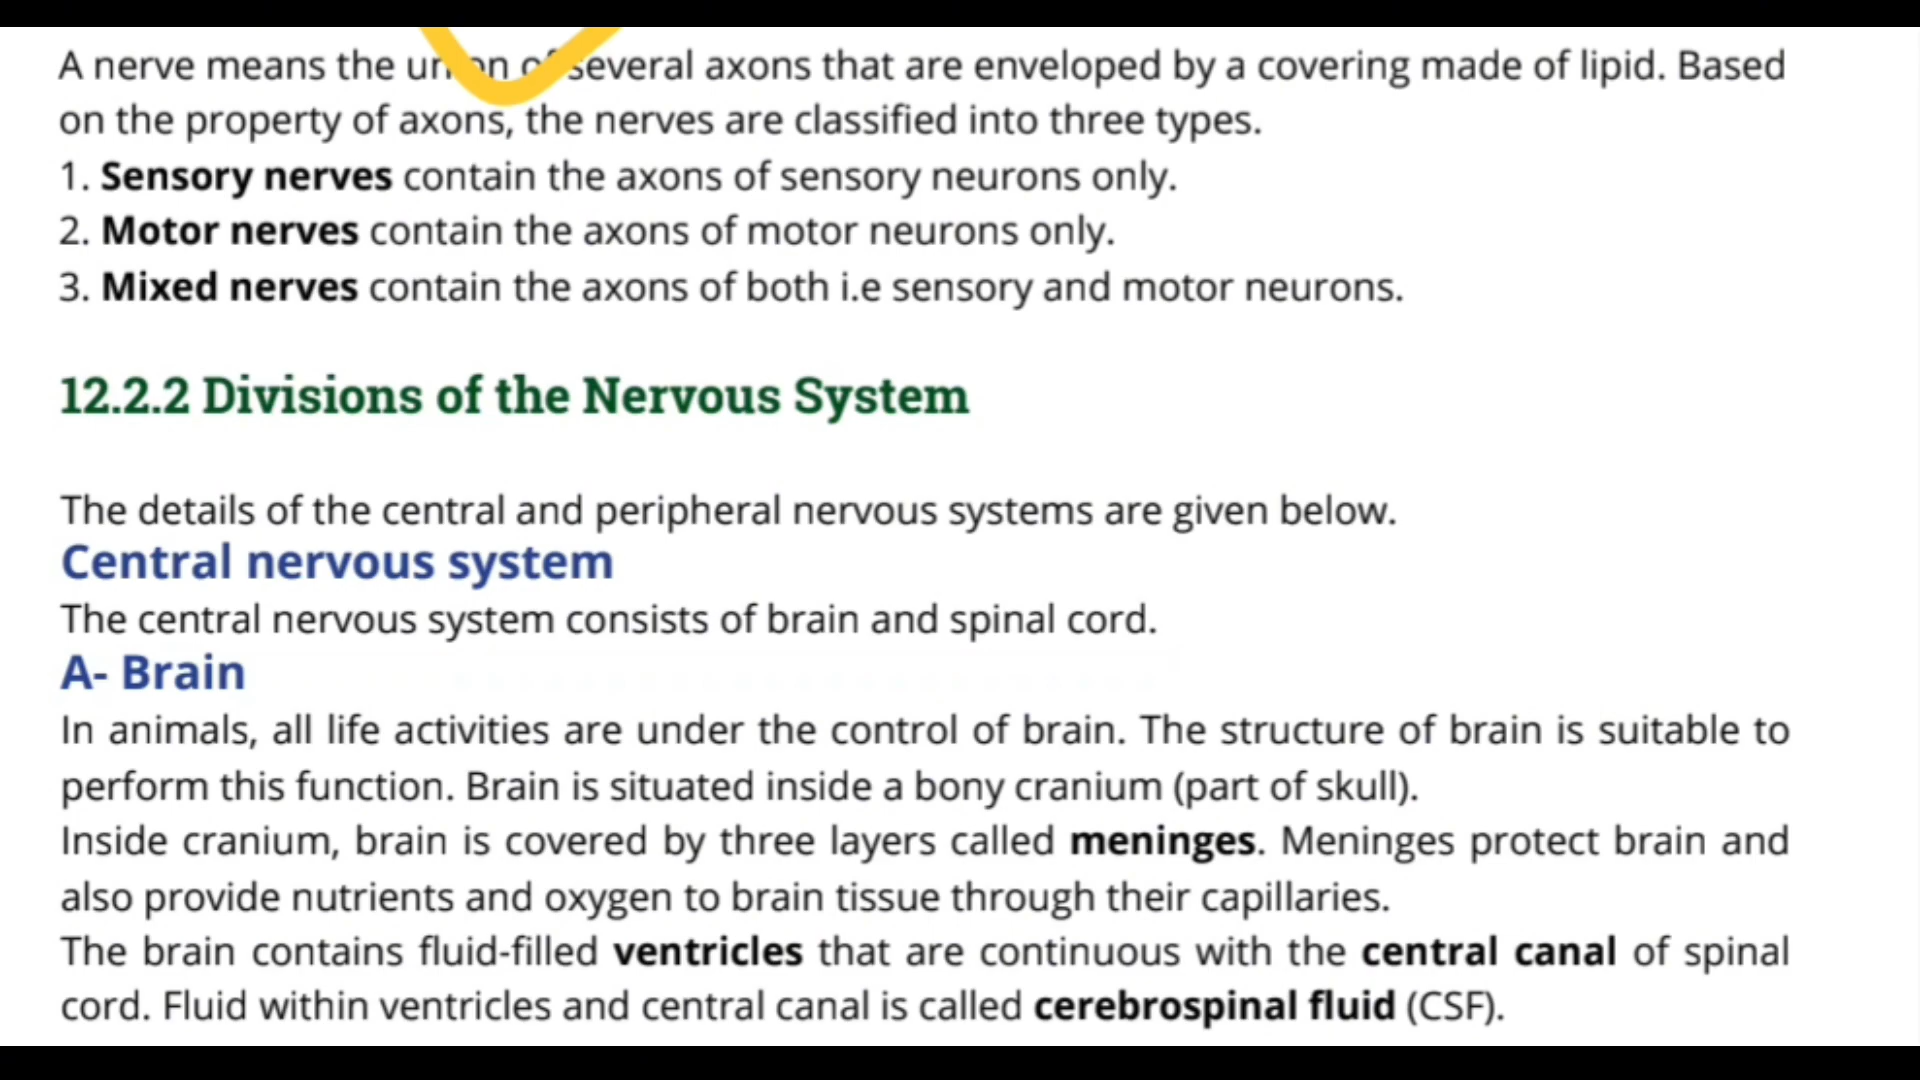 A nerve means the union of several axons that are enveloped by a covering made of lipid. Based
on the property of axons, the nerves are classified into three types.
1. Sensory nerves contain the axons of sensory neurons only.
2. Motor nerves contain the axons of motor neurons only.
3. Mixed nerves contain the axons of both i.e sensory and motor neurons.
12.2.2 Divisions of the Nervous System
The details of the central and peripheral nervous systems are given below.
Central nervous system
The central nervous system consists of brain and spinal cord.
A- Brain
In animals, all life activities are under the control of brain. The structure of brain is suitable to
perform this function. Brain is situated inside a bony cranium (part of skull).
Inside cranium, brain is covered by three layers called meninges. Meninges protect brain and
also provide nutrients and oxygen to brain tissue through their capillaries.
The brain contains fluid-filled ventricles that are continuous with the central canal of spinal
cord. Fluid within ventricles and central canal is called cerebrospinal fluid (CSF).